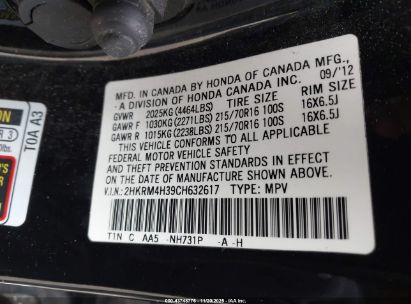 MFD. IN CANADA BY HONDA OF CANADA MFG.,
- A DIVISION OF HONDA CANADA INC. 09/'12
GVWR 2025KG (4464LBS) TIRE SIZE RIM SIZE
GAWR F 1030KG (2271LBS) 215/70R16 100S 16X6.5J
GAWR R 1015KG (2238LBS) 215/70R16 100S 16X6.5J
THIS VEHICLE CONFORMS TO ALL APPLICABLE
FEDERAL MOTOR VEHICLE SAFETY
AND THEFT PREVENTION STANDARDS IN EFFECT
ON THE DATE OF MANUFACTURE SHOWN ABOVE.
V.I.N.: 2HKRM4H39CH632617 TYPE: MPV
T1N C AA5 -NH731P -A -H
ON
R 3
lbs.
T0A A3